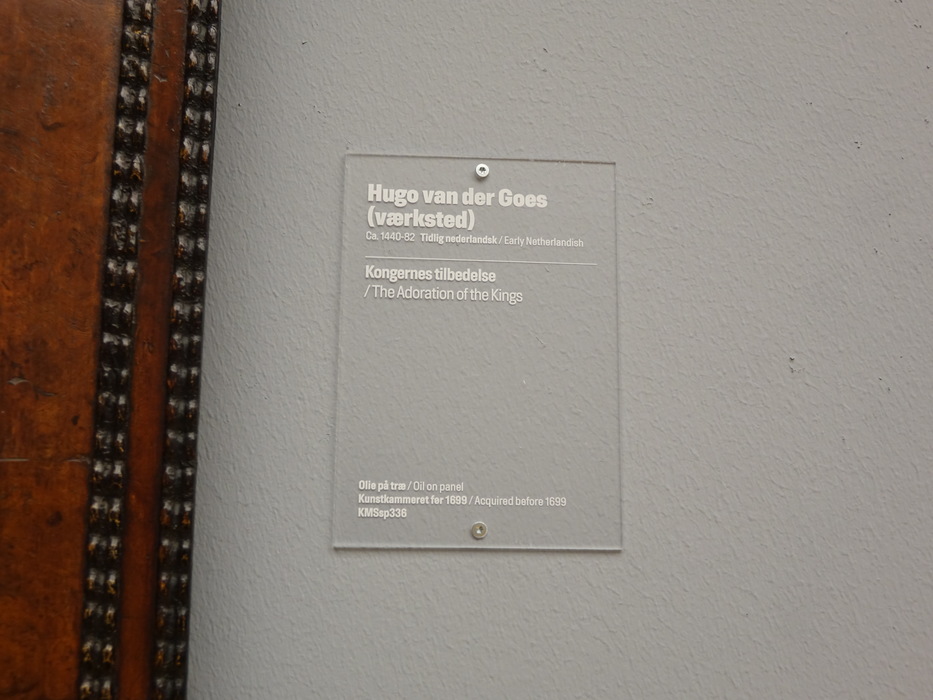 Hugo van der Goes
(værksted)
Ca. 1440-82 Tidlig nederlandsk / Early Netherlandish
Kongernes tilbedelse
/ The Adoration of the Kings
Olie på træ / Oil on panel
Kunstkammeret før 1699 / Acquired before 1699
KMSsp336